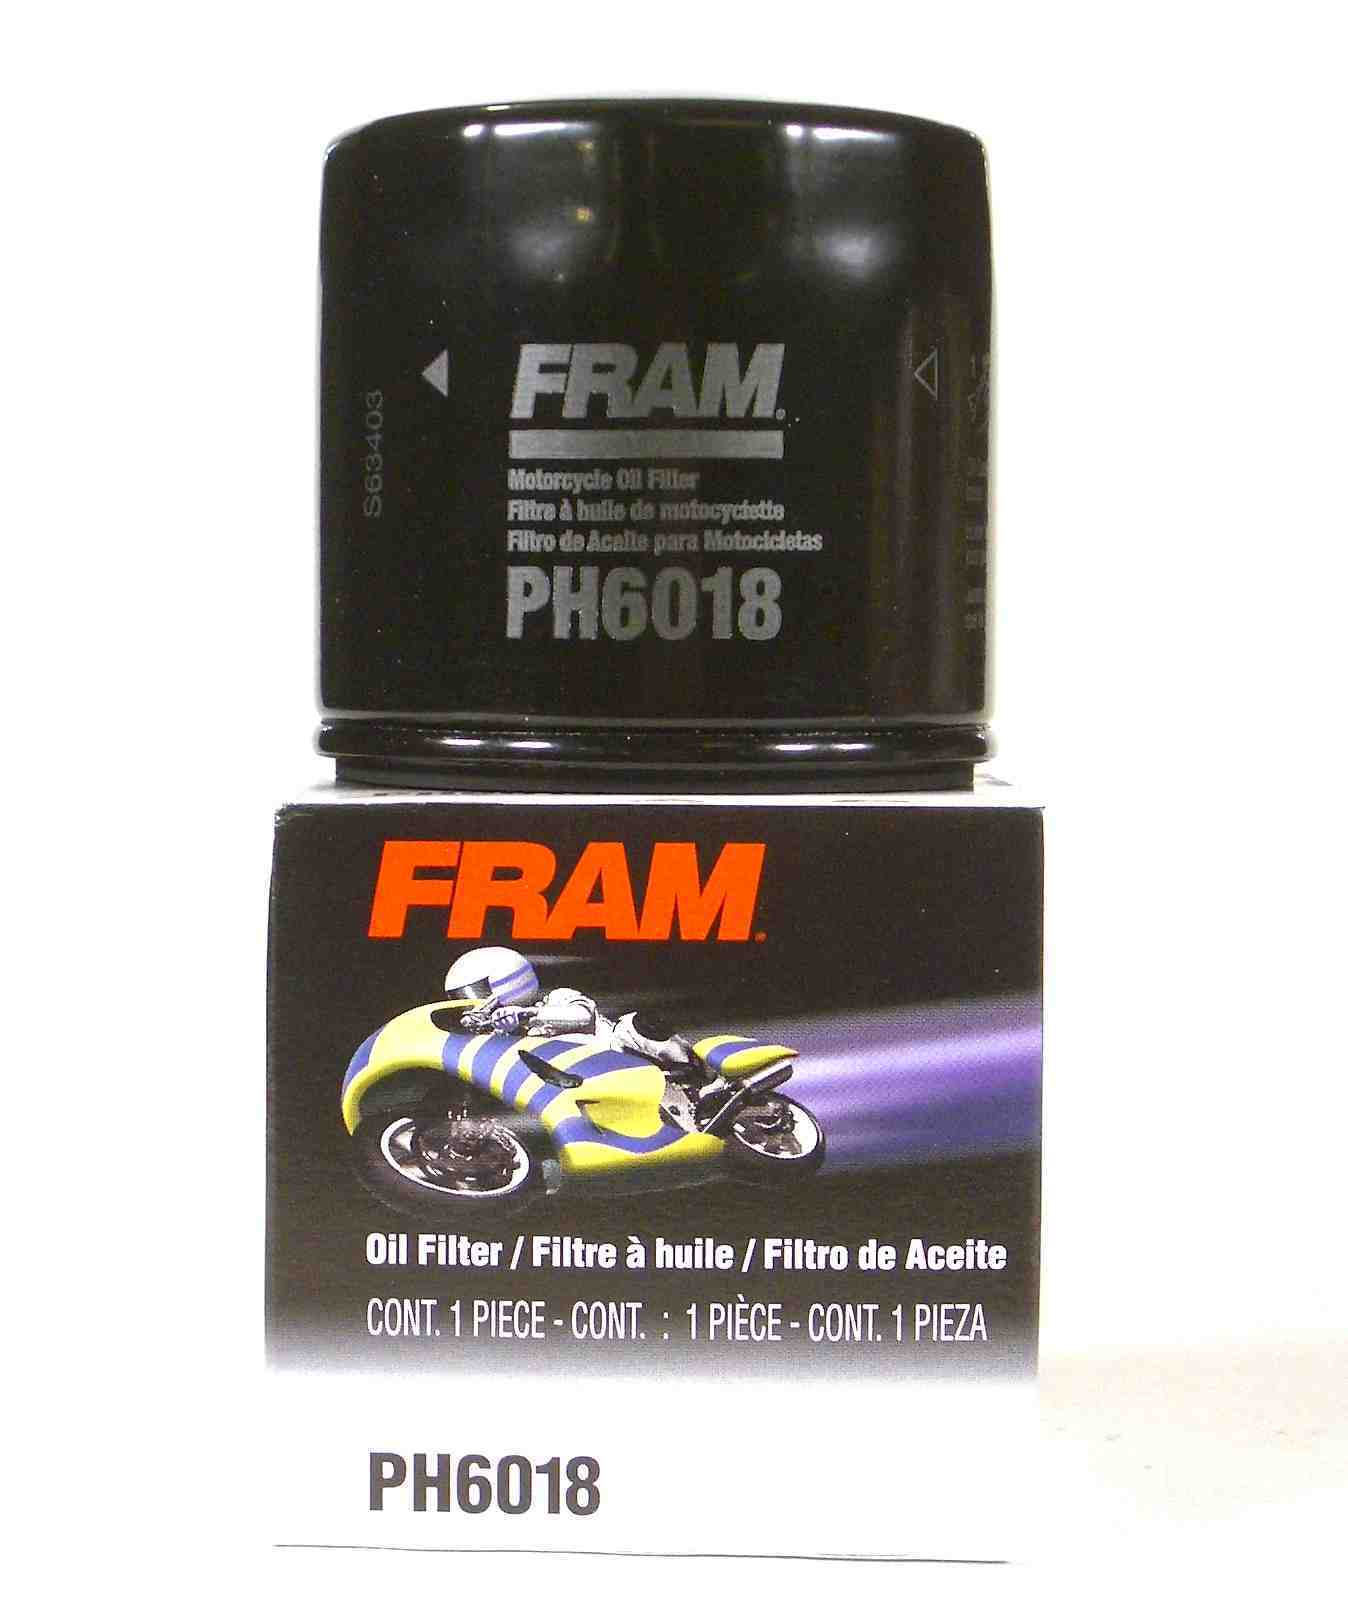 FRAM
Motorcycle Oil Filter
Filtre à huile de motocyclette
Filtro de Aceite para Motocicletas
PH6018
S63403
FRAM
Oil Filter / Filtre à huile / Filtro de Aceite
CONT. 1 PIECE - CONT. : 1 PIÈCE - CONT. 1 PIEZA
PH6018